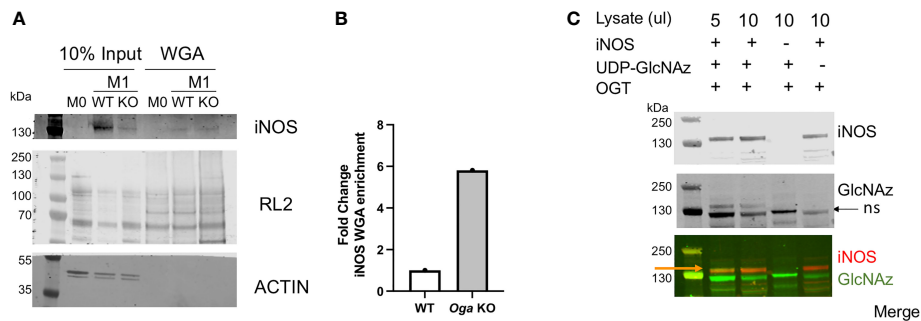 A
10% Input WGA
M1 M1
kDa
M0 WT KO M0 WT KO
130
iNOS
250
130
100
70
RL2
55
35
ACTIN
B
Fold Change
iNOS WGA enrichment
8
6
4
2
0
WT Oga KO
C
Lysate (ul) 5 10 10 10
iNOS + + - +
UDP-GlcNAz + + + -
OGT + + + +
kDa
250
130
iNOS
250
130
GlcNAz
ns
250
130
iNOS
GlcNAz
Merge